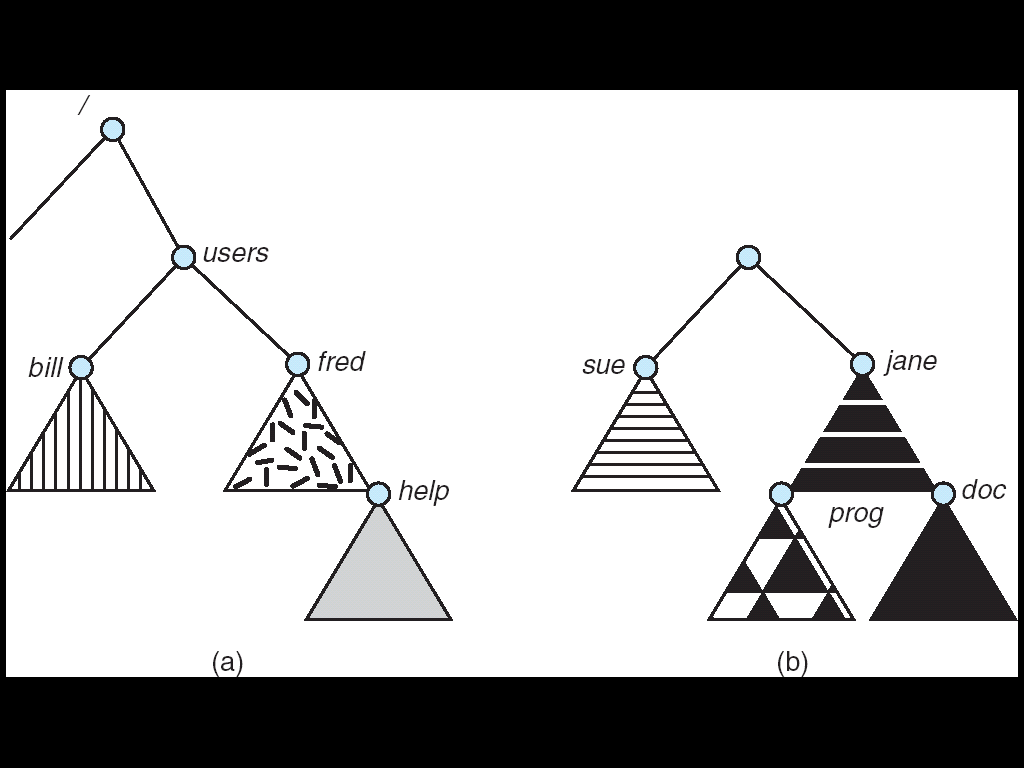 /
users
bill
fred
help
(a)
sue
jane
prog
doc
(b)